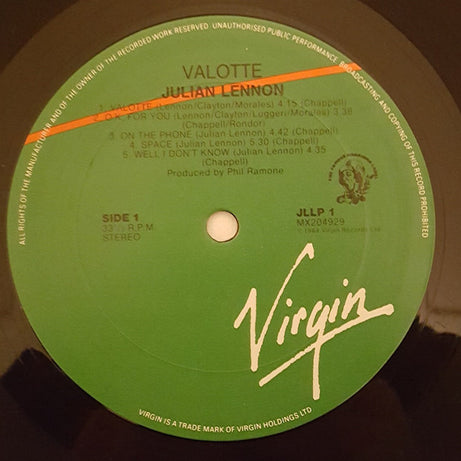 ALL RIGHTS OF THE MANUFACTURER AND OF THE OWNER OF THE RECORDED WORK RESERVED. UNAUTHORISED PUBLIC PERFORMANCE, BROADCASTING AND COPYING OF THIS RECORD PROHIBITED
VALOTTE
JULIAN LENNON
1. VALOTTE (Lennon/Clayton/Morales) 4:15 (Chappell)
2. O.K. FOR YOU (Lennon/Clayton/Luggeri/Morales) 3:38
(Chappell/Rondor)
3. ON THE PHONE (Julian Lennon) 4.42 (Chappell)
4. SPACE (Julian Lennon) 5:30 (Chappell)
5. WELL I DON'T KNOW (Julian Lennon) 4:35
(Chappell)
Produced by Phil Ramone
SIDE 1
33⅓ R.P.M.
STEREO
JLLP 1
MX204929
© 1984 Virgin Records Ltd
Virgin
VIRGIN IS A TRADE MARK OF VIRGIN HOLDINGS LTD